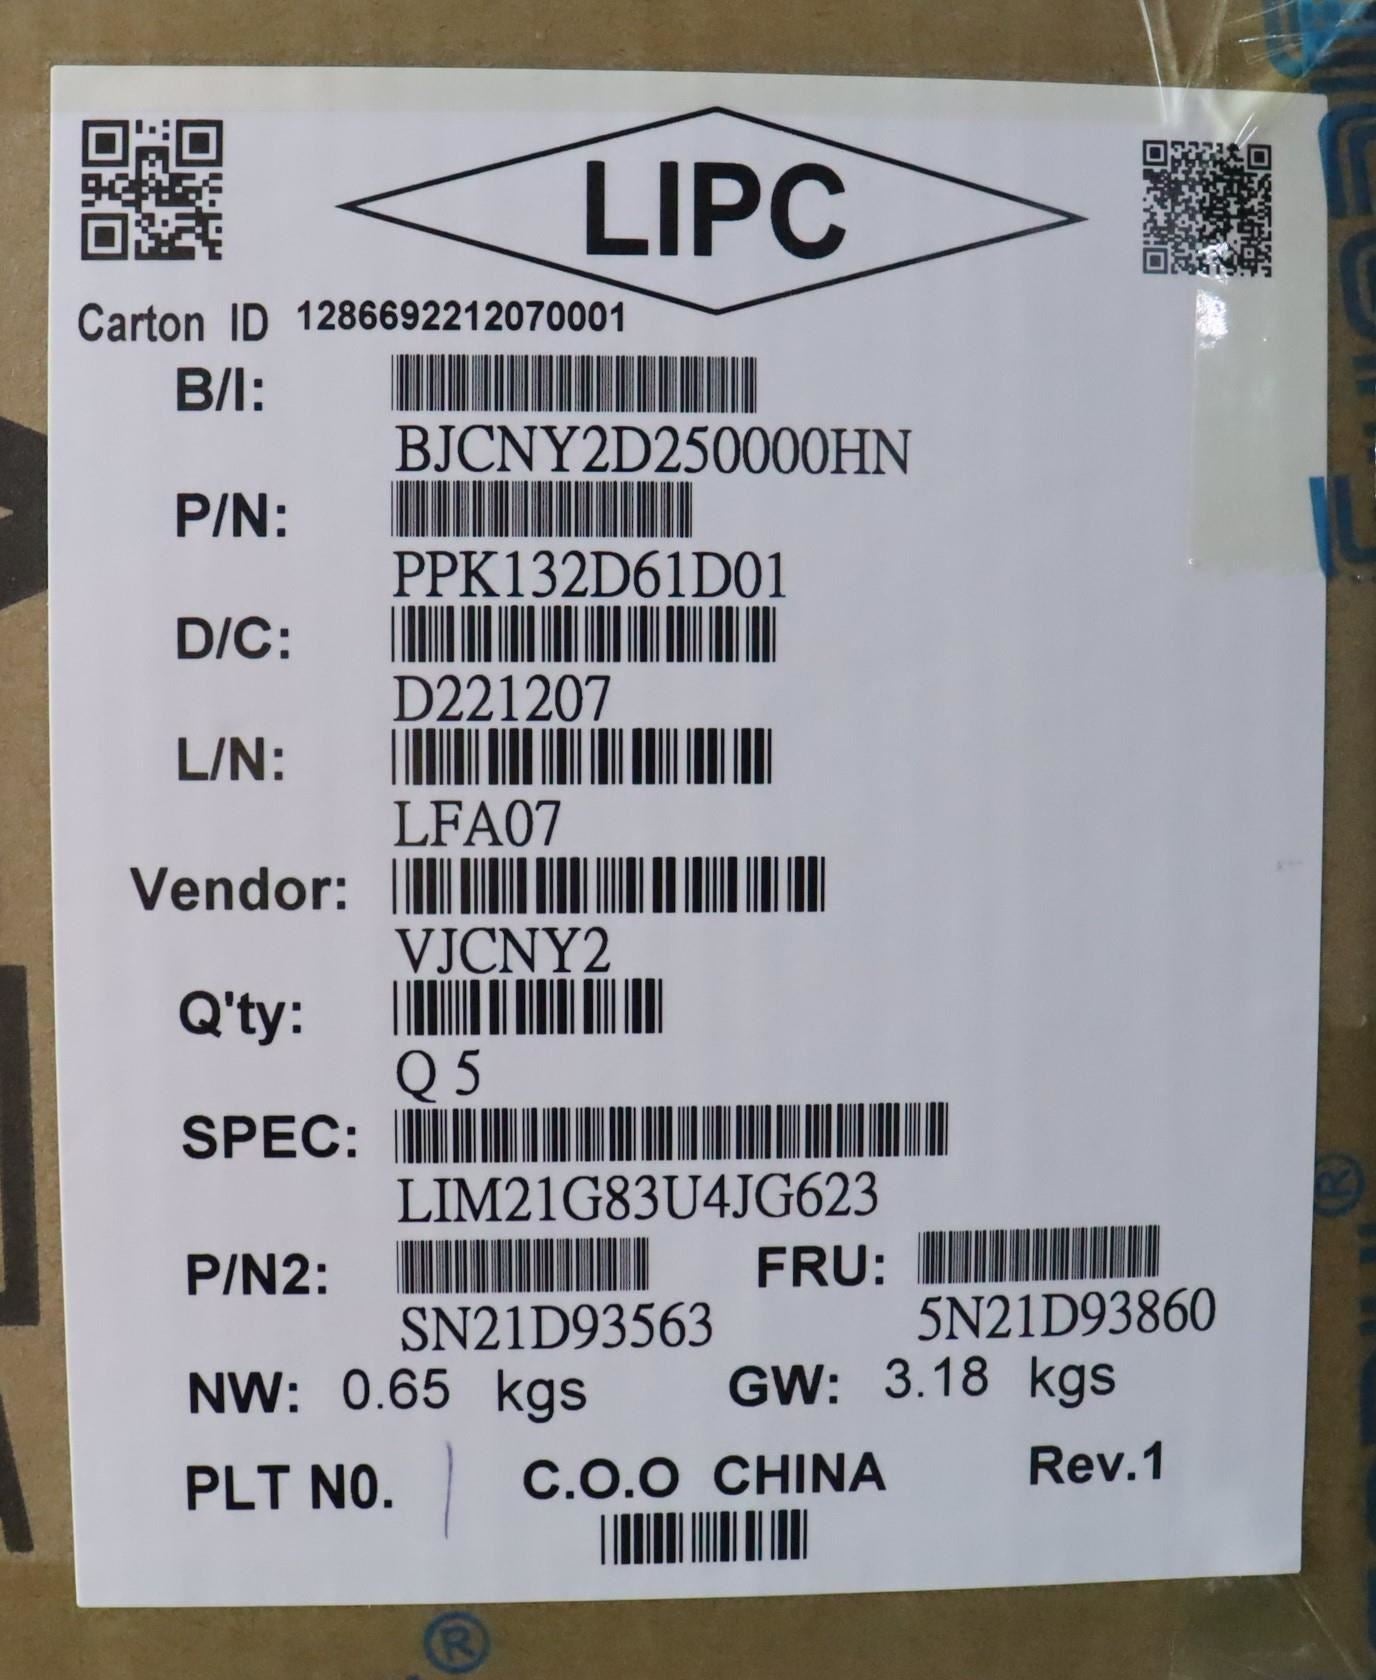 LIPC
Carton ID 1286692212070001
B/I:
BJCNY2D250000HN
P/N:
PPK132D61D01
D/C:
D221207
L/N:
LFA07
Vendor:
VJCNY2
Q'ty:
Q 5
SPEC:
LIM21G83U4JG623
P/N2: FRU:
SN21D93563 5N21D93860
NW: 0.65 kgs GW: 3.18 kgs
PLT N0. | C.O.O CHINA Rev.1
®
®